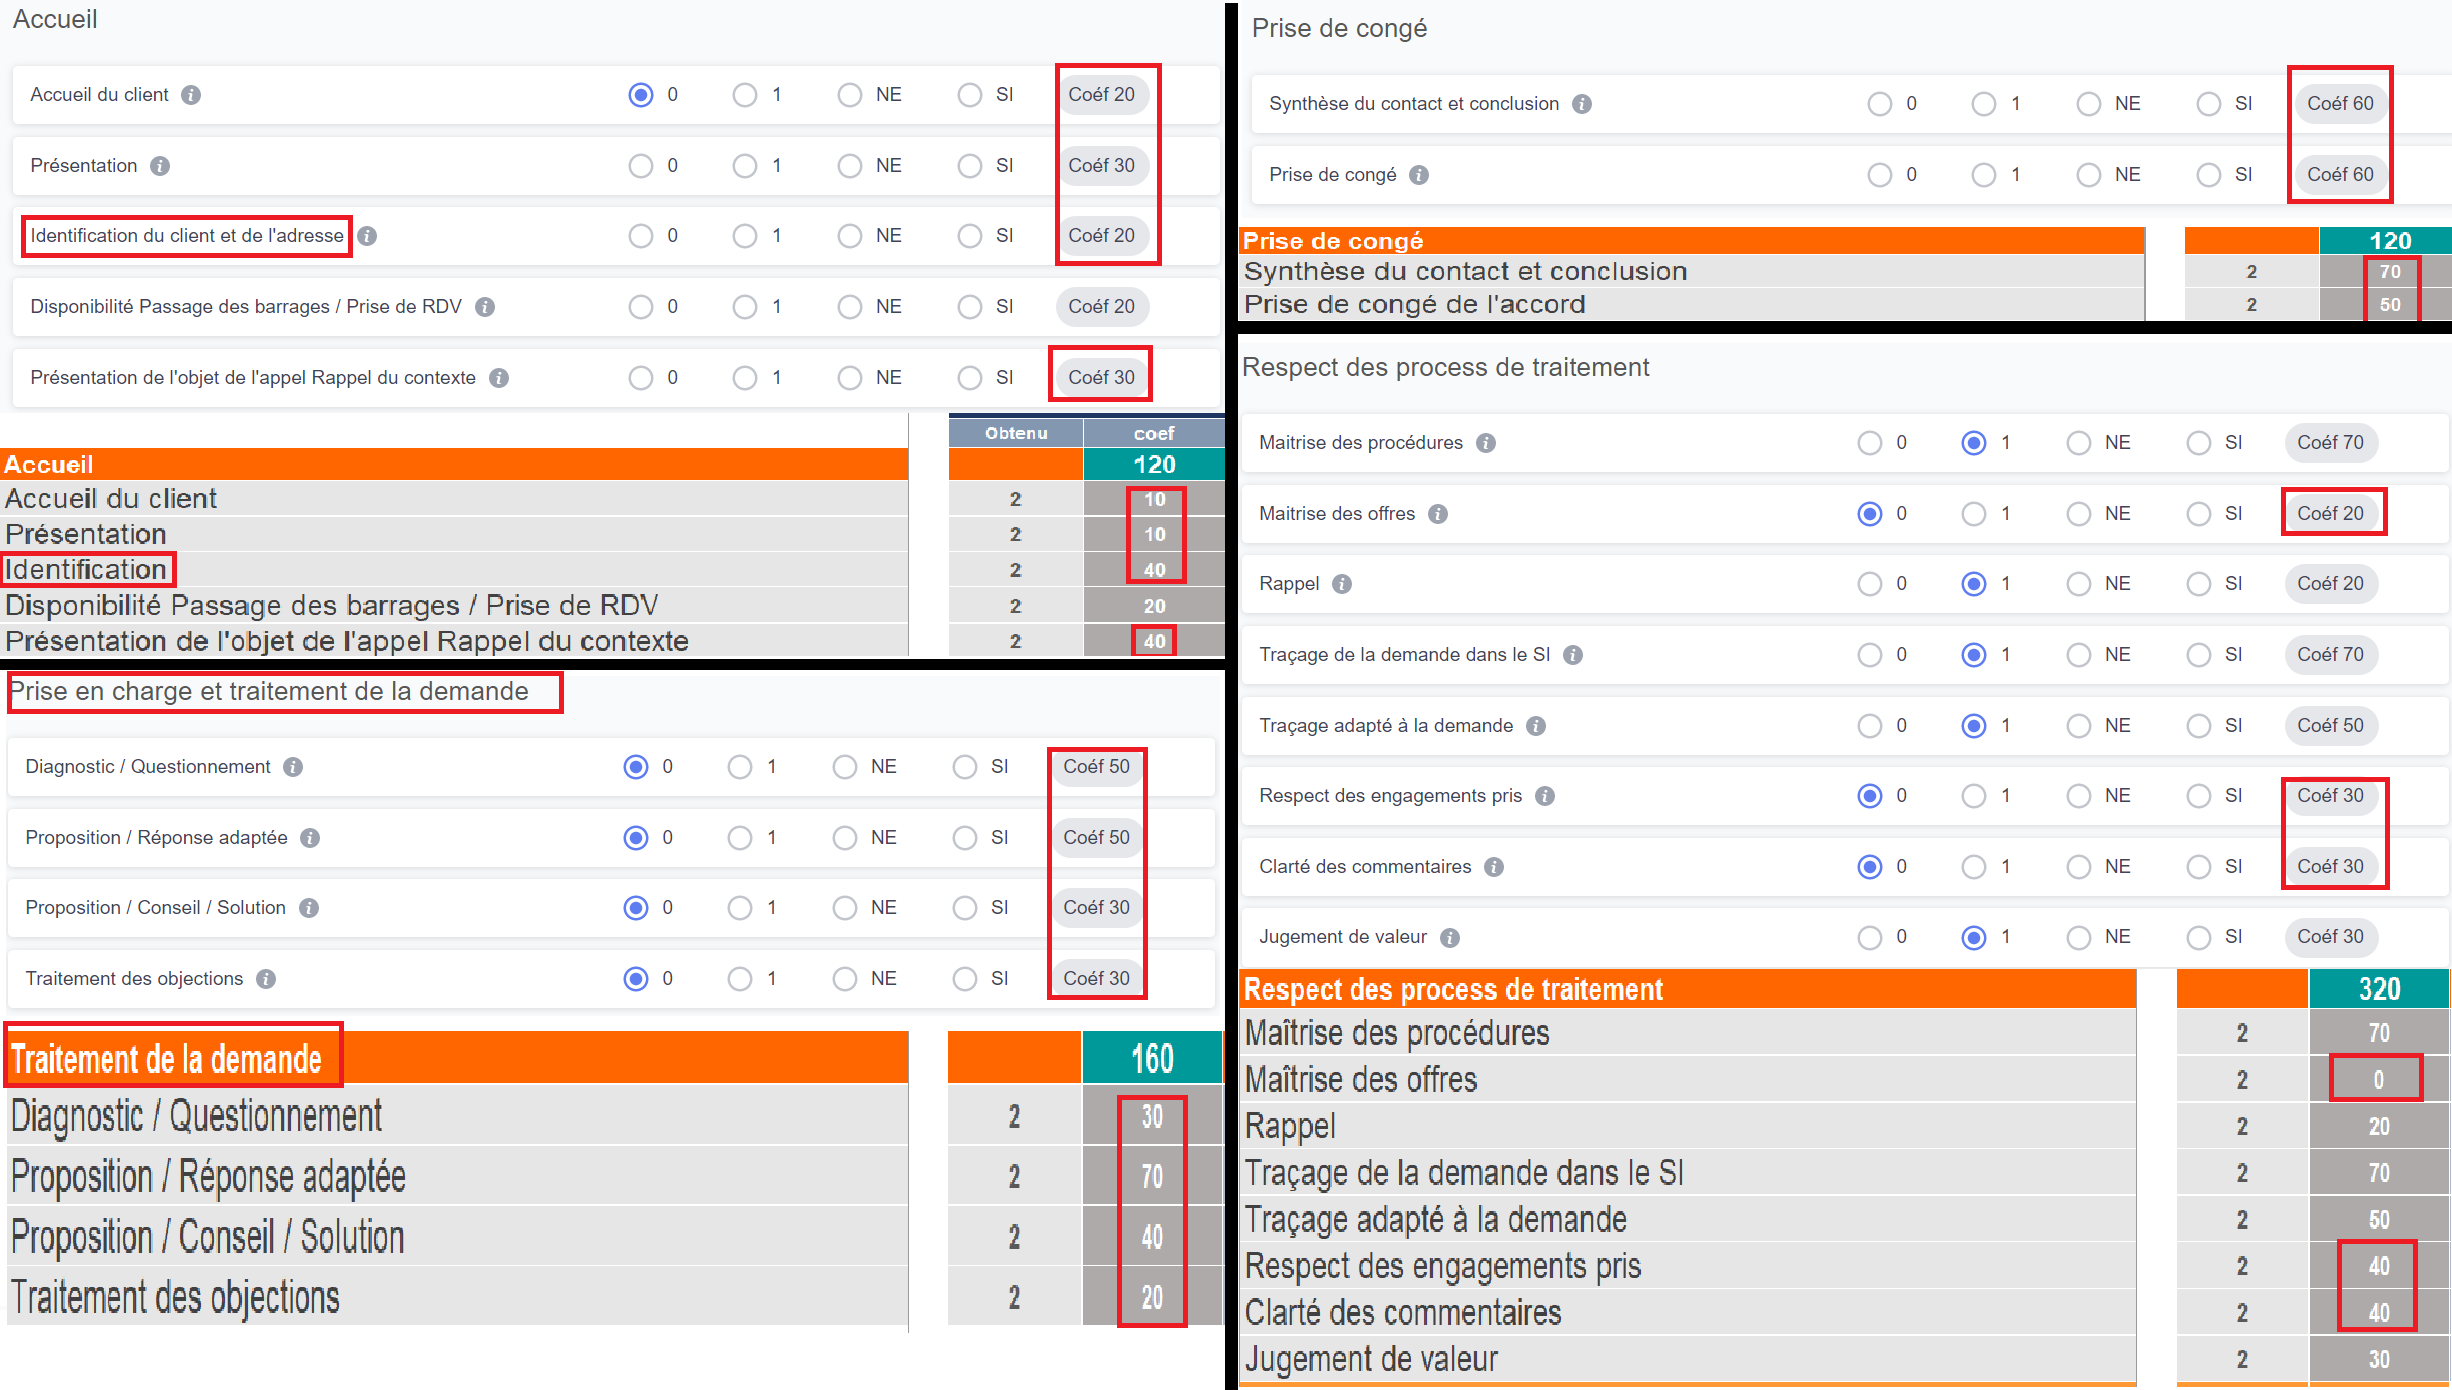 Accueil
Accueil du client 0 1 NE SI Coéf 20
Présentation 0 1 NE SI Coéf 30
Identification du client et de l'adresse 0 1 NE SI Coéf 20
Disponibilité Passage des barrages / Prise de RDV 0 1 NE SI Coéf 20
Présentation de l'objet de l'appel Rappel du contexte 0 1 NE SI Coéf 30
Obtenu coef
Accueil 120
Accueil du client 2 10
Présentation 2 10
Identification 2 40
Disponibilité Passage des barrages / Prise de RDV 2 20
Présentation de l'objet de l'appel Rappel du contexte 2 40
Prise en charge et traitement de la demande
Diagnostic / Questionnement 0 1 NE SI Coéf 50
Proposition / Réponse adaptée 0 1 NE SI Coéf 50
Proposition / Conseil / Solution 0 1 NE SI Coéf 30
Traitement des objections 0 1 NE SI Coéf 30
Traitement de la demande 160
Diagnostic / Questionnement 2 30
Proposition / Réponse adaptée 2 70
Proposition / Conseil / Solution 2 40
Traitement des objections 2 20
Prise de congé
Synthèse du contact et conclusion 0 1 NE SI Coéf 60
Prise de congé 0 1 NE SI Coéf 60
Prise de congé 120
Synthèse du contact et conclusion 2 70
Prise de congé de l'accord 2 50
Respect des process de traitement
Maitrise des procédures 0 1 NE SI Coéf 70
Maitrise des offres 0 1 NE SI Coéf 20
Rappel 0 1 NE SI Coéf 20
Traçage de la demande dans le SI 0 1 NE SI Coéf 70
Traçage adapté à la demande 0 1 NE SI Coéf 50
Respect des engagements pris 0 1 NE SI Coéf 30
Clarté des commentaires 0 1 NE SI Coéf 30
Jugement de valeur 0 1 NE SI Coéf 30
Respect des process de traitement 320
Maîtrise des procédures 2 70
Maîtrise des offres 2 0
Rappel 2 20
Traçage de la demande dans le SI 2 70
Traçage adapté à la demande 2 50
Respect des engagements pris 2 40
Clarté des commentaires 2 40
Jugement de valeur 2 30